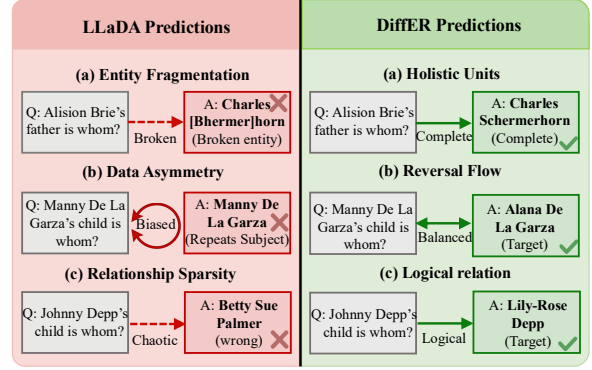 LLaDA Predictions
(a) Entity Fragmentation
Q: Alision Brie's
father is whom?
Broken
A: Charles
[Bhermer]horn
(Broken entity)
(b) Data Asymmetry
Q: Manny De La
Garza's child is
whom?
Biased
A: Manny De
La Garza
(Repeats Subject)
(c) Relationship Sparsity
Q: Johnny Depp's
child is whom?
Chaotic
A: Betty Sue
Palmer
(wrong)
DiffER Predictions
(a) Holistic Units
Q: Alision Brie's
father is whom?
Complete
A: Charles
Schermerhorn
(Complete)
(b) Reversal Flow
Q: Manny De La
Garza's child is
whom?
Balanced
A: Alana De
La Garza
(Target)
(c) Logical relation
Q: Johnny Depp's
child is whom?
Logical
A: Lily-Rose
Depp
(Target)